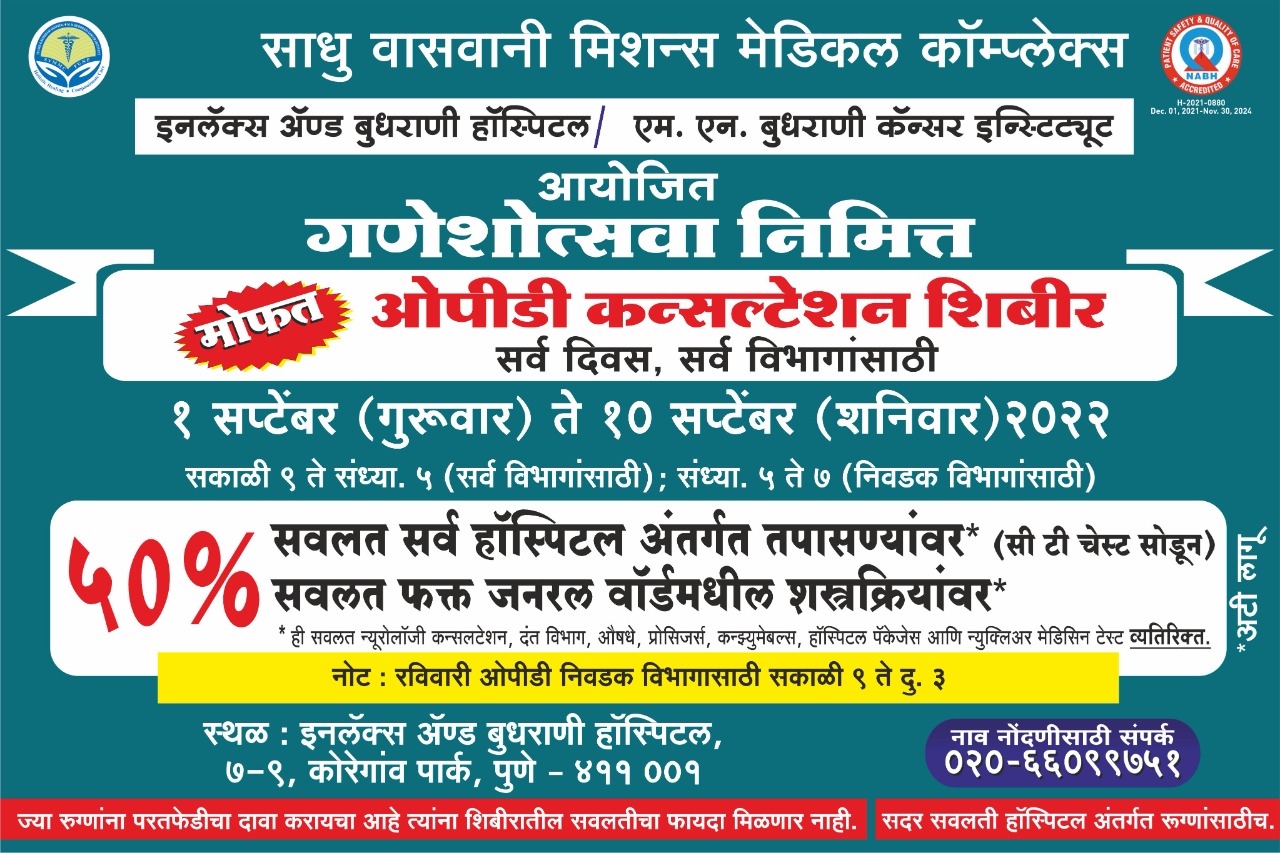 साधु वासवानी मिशन्स मेडिकल कॉम्प्लेक्स
PATIENT SAFETY & QUALITY OF CARE
NABH
ACCREDITED
H-2021-0880
Dec. 01, 2021-Nov. 30, 2024
इनलॅक्स ॲण्ड बुधराणी हॉस्पिटल/ एम. एन. बुधराणी कॅन्सर इन्स्टिट्यूट
आयोजित
गणेशोत्सवा निमित्त
मोफत
ओपीडी कन्सल्टेशन शिबीर
सर्व दिवस, सर्व विभागांसाठी
१ सप्टेंबर (गुरूवार) ते १० सप्टेंबर (शनिवार)२०२२
सकाळी ९ ते संध्या. ५ (सर्व विभागांसाठी); संध्या. ५ ते ७ (निवडक विभागांसाठी)
५०%
सवलत सर्व हॉस्पिटल अंतर्गत तपासण्यांवर* (सी टी चेस्ट सोडून)
सवलत फक्त जनरल वॉर्डमधील शस्त्रक्रियांवर*
* ही सवलत न्यूरोलॉजी कन्सलटेशन, दंत विभाग, औषधे, प्रोसिजर्स, कन्झ्युमेबल्स, हॉस्पिटल पॅकेजेस आणि न्युक्लिअर मेडिसिन टेस्ट व्यतिरिक्त.
*अटी लागू
नोट : रविवारी ओपीडी निवडक विभागासाठी सकाळी ९ ते दु. ३
स्थळ : इनलॅक्स ॲण्ड बुधराणी हॉस्पिटल,
७-९, कोरेगांव पार्क, पुणे - ४११ ००१
नाव नोंदणीसाठी संपर्क
०२०-६६०९९७५१
ज्या रुग्णांना परतफेडीचा दावा करायचा आहे त्यांना शिबीरातील सवलतीचा फायदा मिळणार नाही.
सदर सवलती हॉस्पिटल अंतर्गत रूग्णांसाठीच.